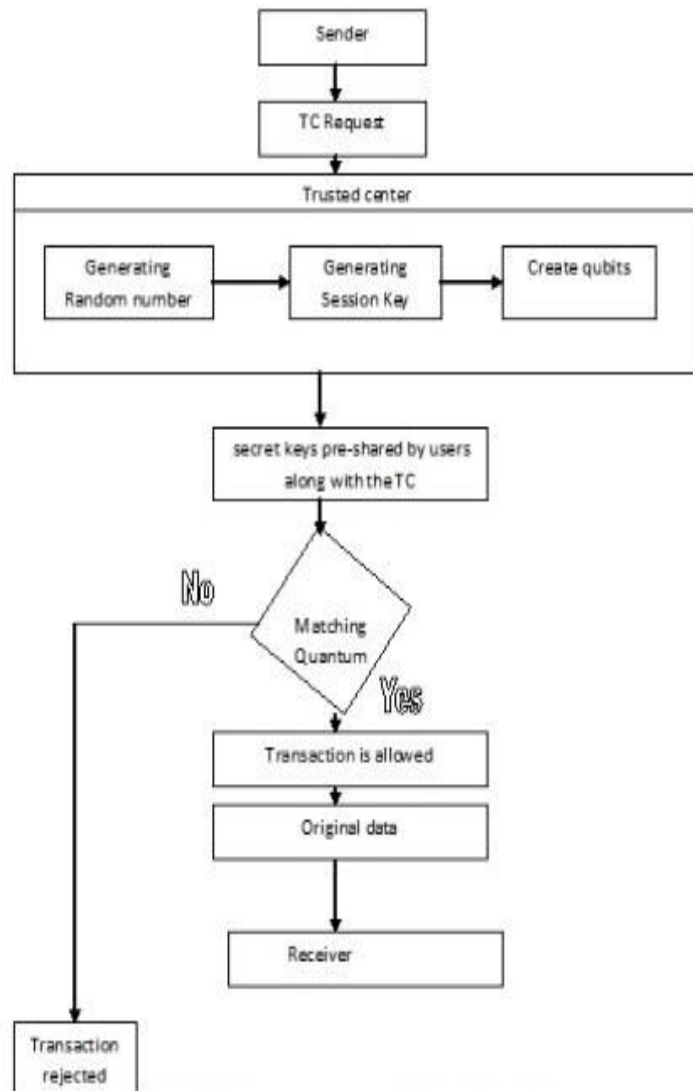 Sender
TC Request
Trusted center
Generating
Random number
Generating
Session Key
Create qubits
secret keys pre-shared by users
along with the TC
No
Matching
Quantum
Yes
Transaction is allowed
Original data
Receiver
Transaction
rejected